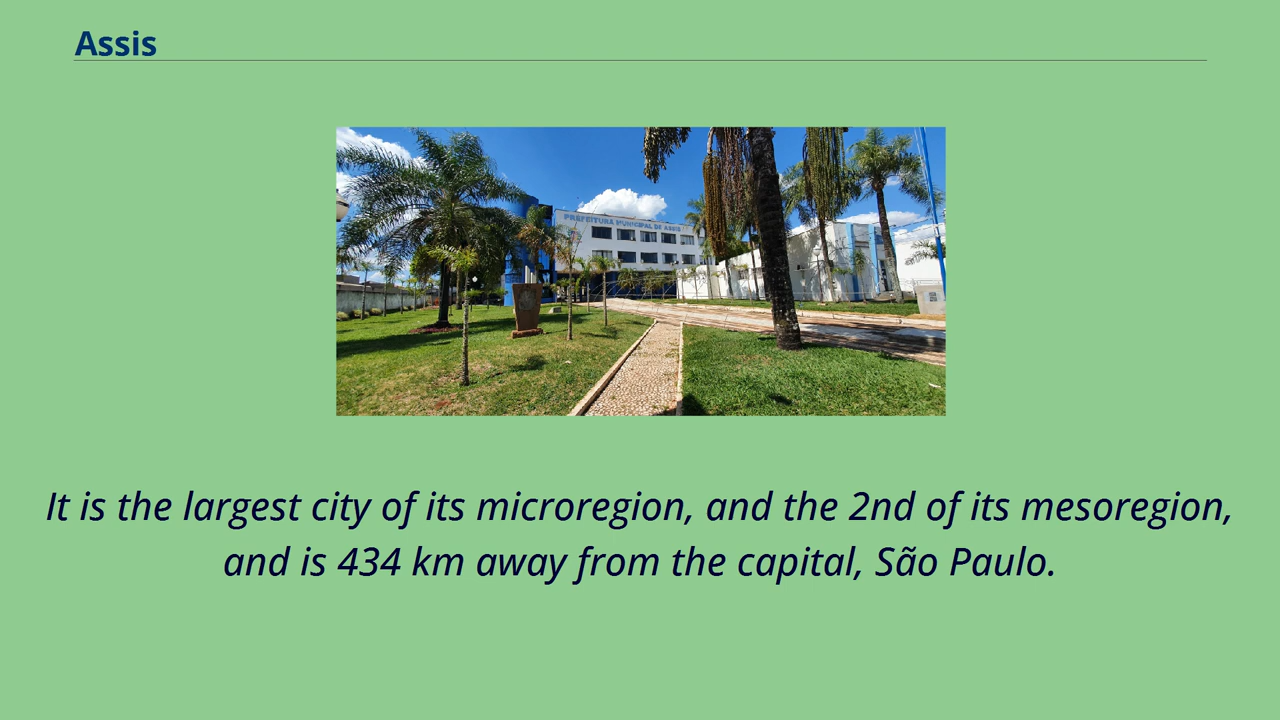 Assis
PREFEITURA MUNICIPAL DE ASSIS
It is the largest city of its microregion, and the 2nd of its mesoregion,
and is 434 km away from the capital, São Paulo.